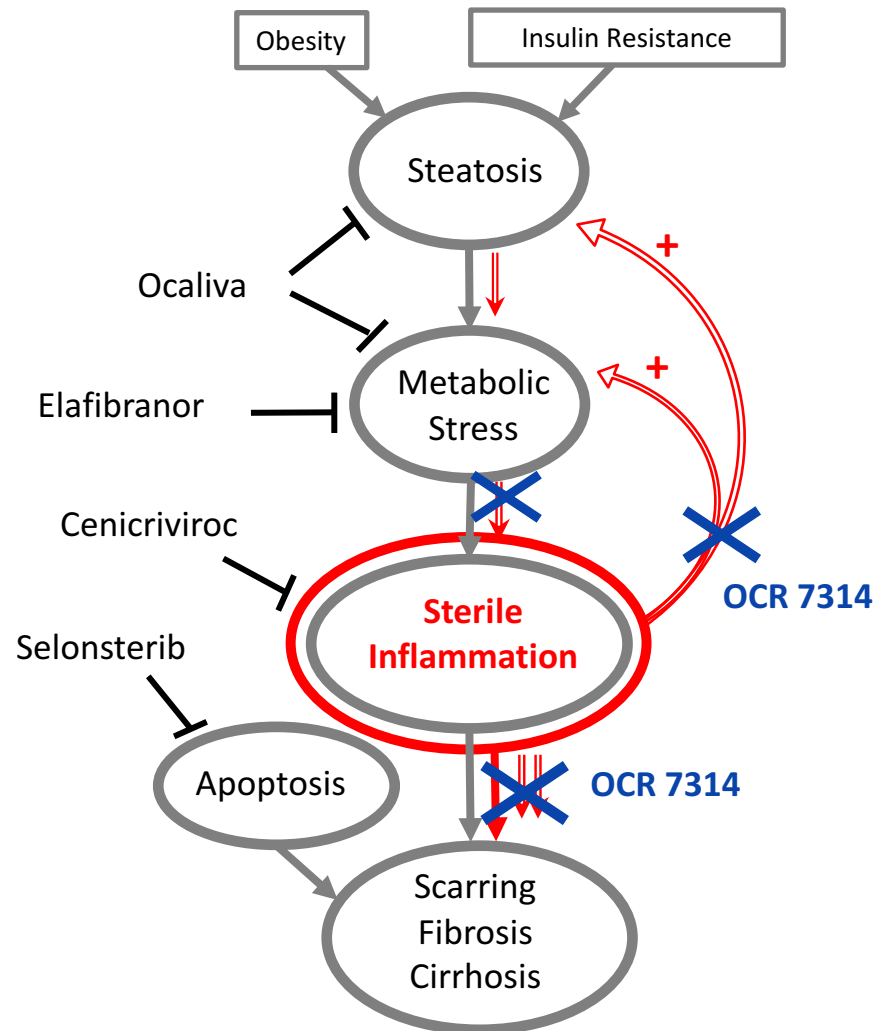 Obesity
Insulin Resistance
Steatosis
+
Ocaliva
+
Metabolic
Stress
Elafibranor
Cenicriviroc
OCR 7314
Sterile
Inflammation
Selonsterib
Apoptosis
OCR 7314
Scarring
Fibrosis
Cirrhosis